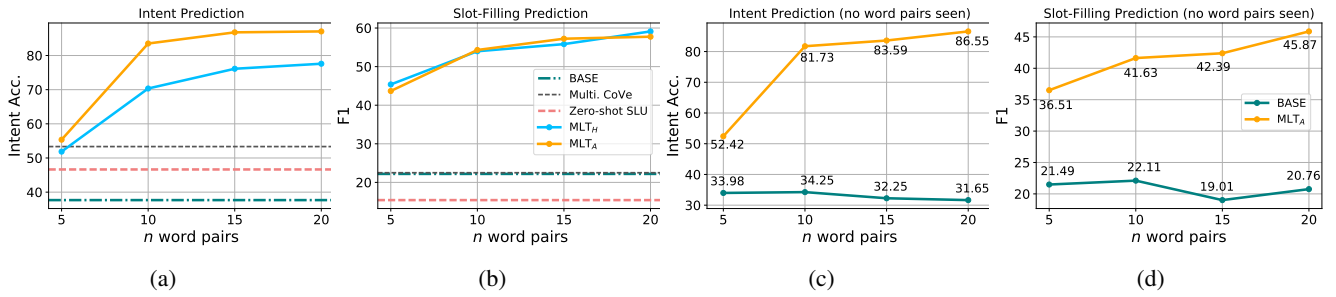 Intent Prediction
Intent Acc.
80
70
60
50
40
5
10
15
20
n word pairs
(a)
Slot-Filling Prediction
F1
60
50
40
30
20
BASE
Multi. CoVe
Zero-shot SLU
MLT_H
MLT_A
5
10
15
20
n word pairs
(b)
Intent Prediction (no word pairs seen)
Intent Acc.
80
70
60
50
40
30
52.42
81.73
83.59
86.55
33.98
34.25
32.25
31.65
5
10
15
20
n word pairs
(c)
Slot-Filling Prediction (no word pairs seen)
F1
45
40
35
30
25
20
36.51
41.63
42.39
45.87
BASE
MLT_A
21.49
22.11
19.01
20.76
5
10
15
20
n word pairs
(d)